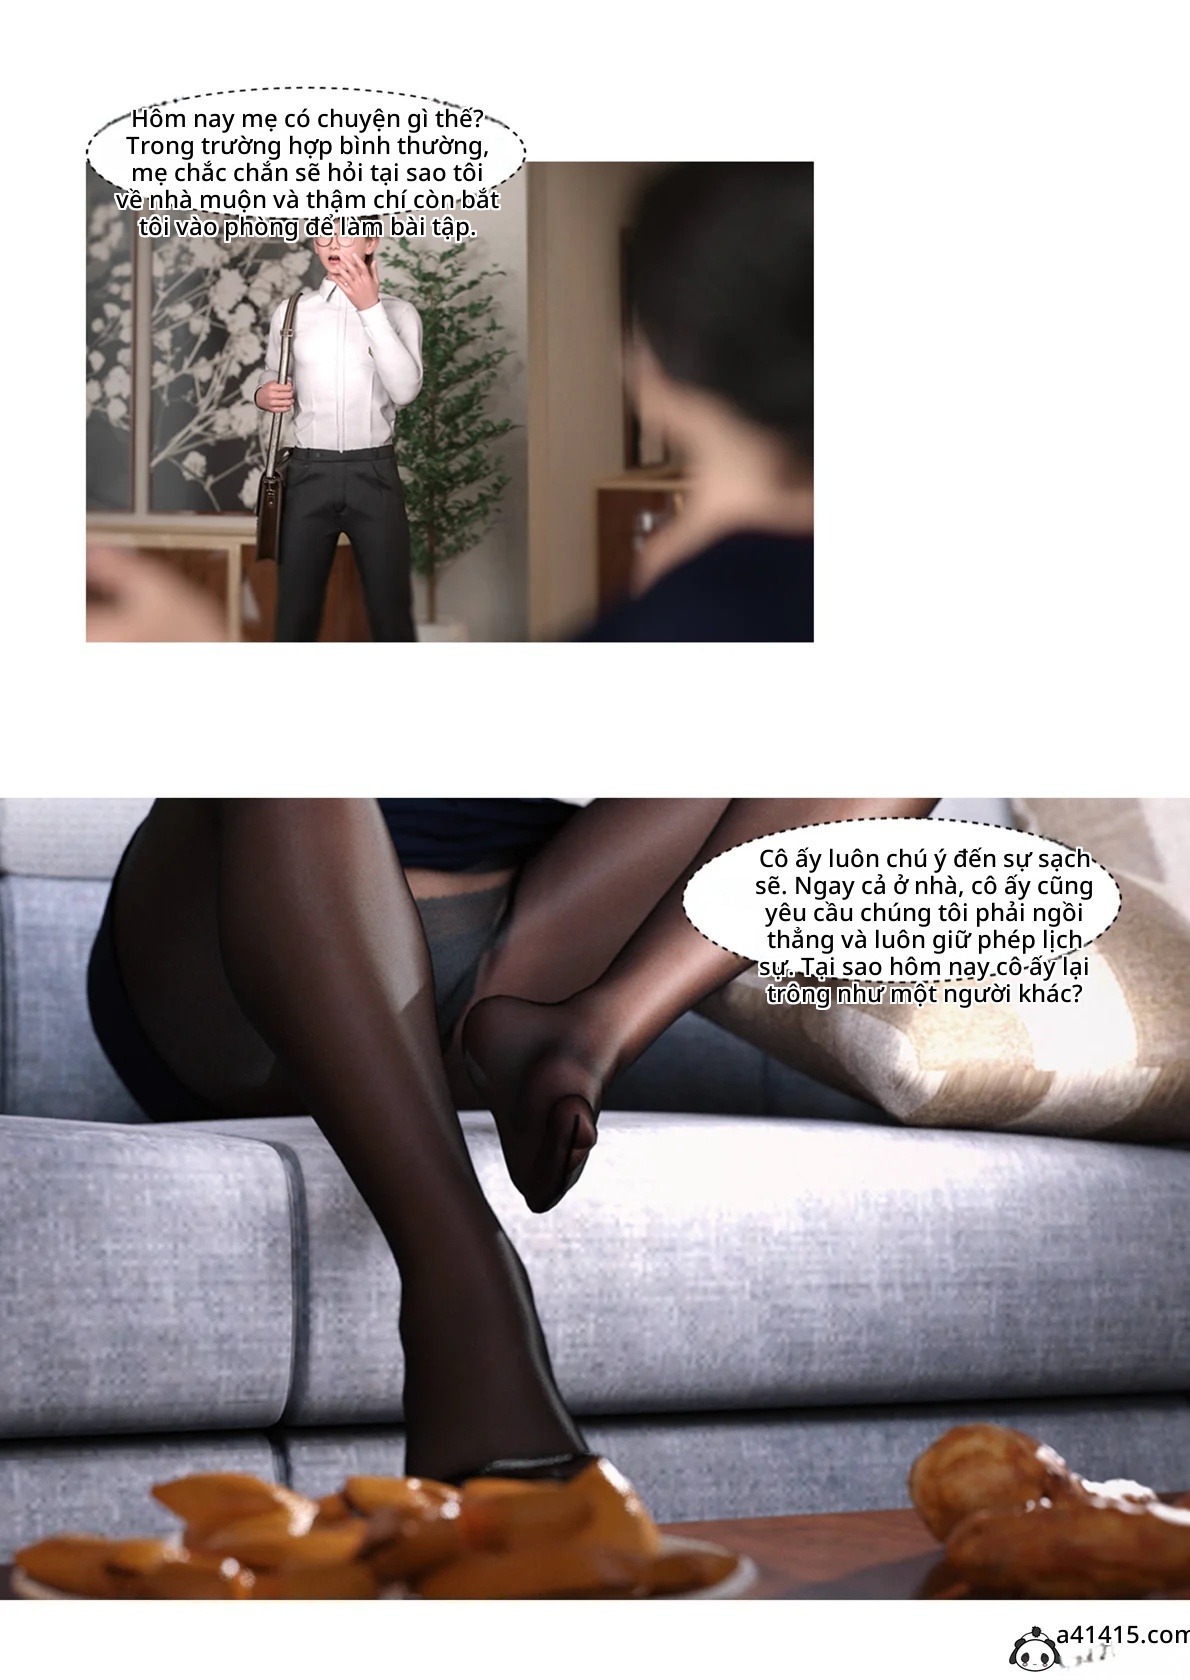 Hôm nay mẹ có chuyện gì thế?
Trong trường hợp bình thường,
mẹ chắc chắn sẽ hỏi tại sao tôi
về nhà muộn và thậm chí còn bắt
tôi vào phòng để làm bài tập.
Cô ấy luôn chú ý đến sự sạch
sẽ. Ngay cả ở nhà, cô ấy cũng
yêu cầu chúng tôi phải ngồi
thẳng và luôn giữ phép lịch
sự. Tại sao hôm nay cô ấy lại
trông như một người khác?
a41415.com